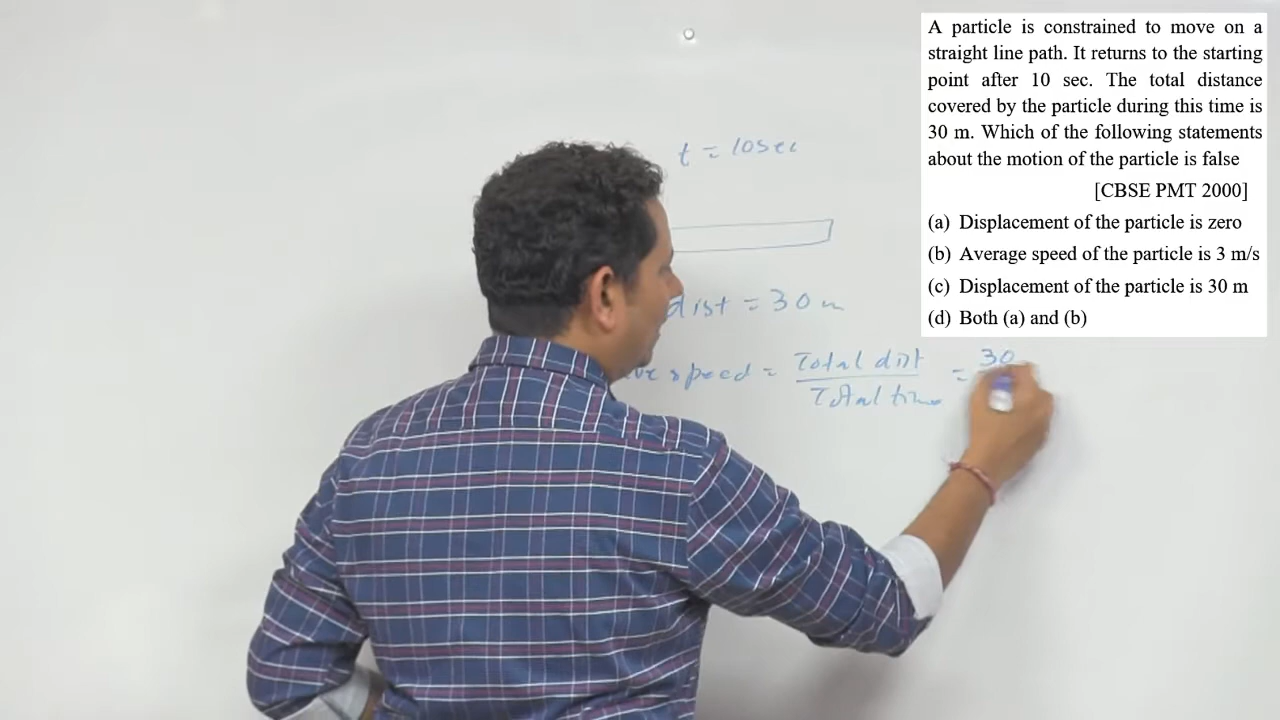 A particle is constrained to move on a
straight line path. It returns to the starting
point after 10 sec. The total distance
covered by the particle during this time is
30 m. Which of the following statements
about the motion of the particle is false
[CBSE PMT 2000]
(a) Displacement of the particle is zero
(b) Average speed of the particle is 3 m/s
(c) Displacement of the particle is 30 m
(d) Both (a) and (b)
t = 10 sec
dist = 30 m
speed = Total dist = 30
Total time